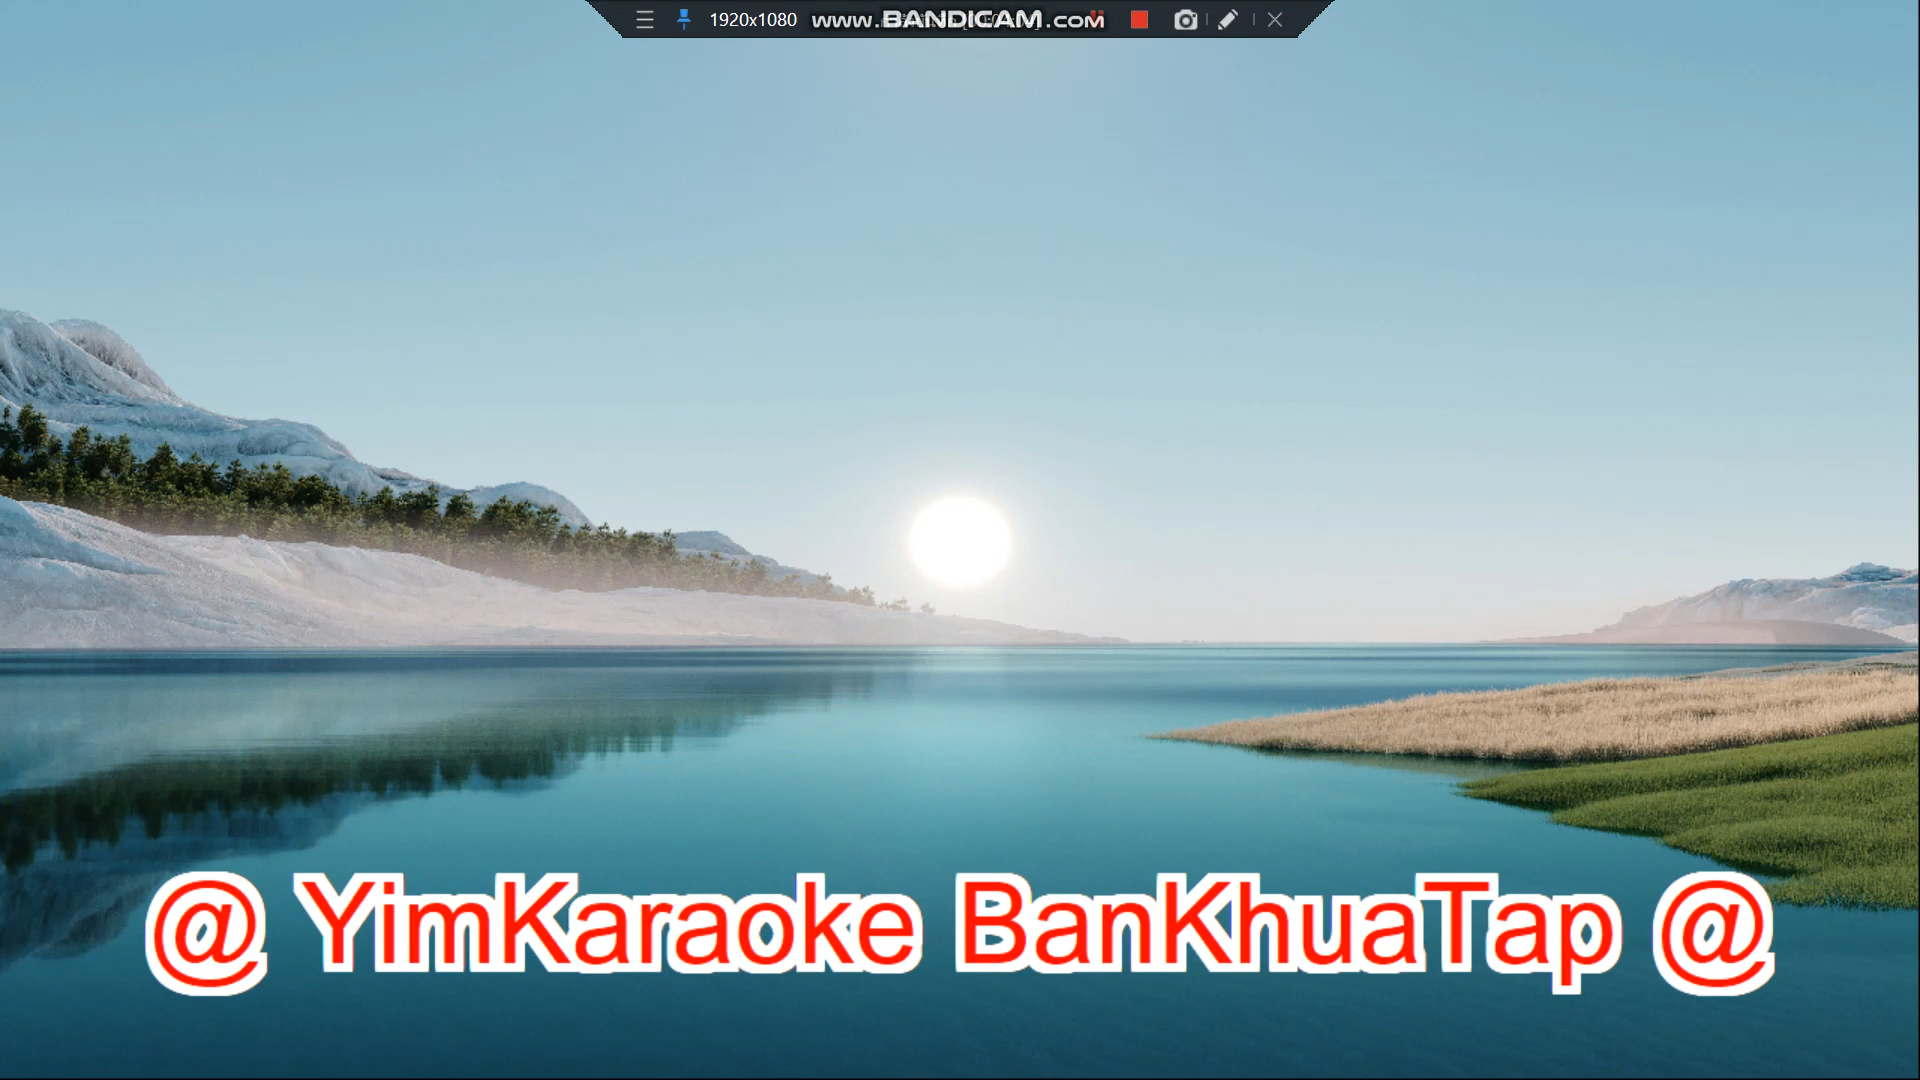 1920x1080 www.BANDICAM.COM
@ YimKaraoke BanKhuaTap @